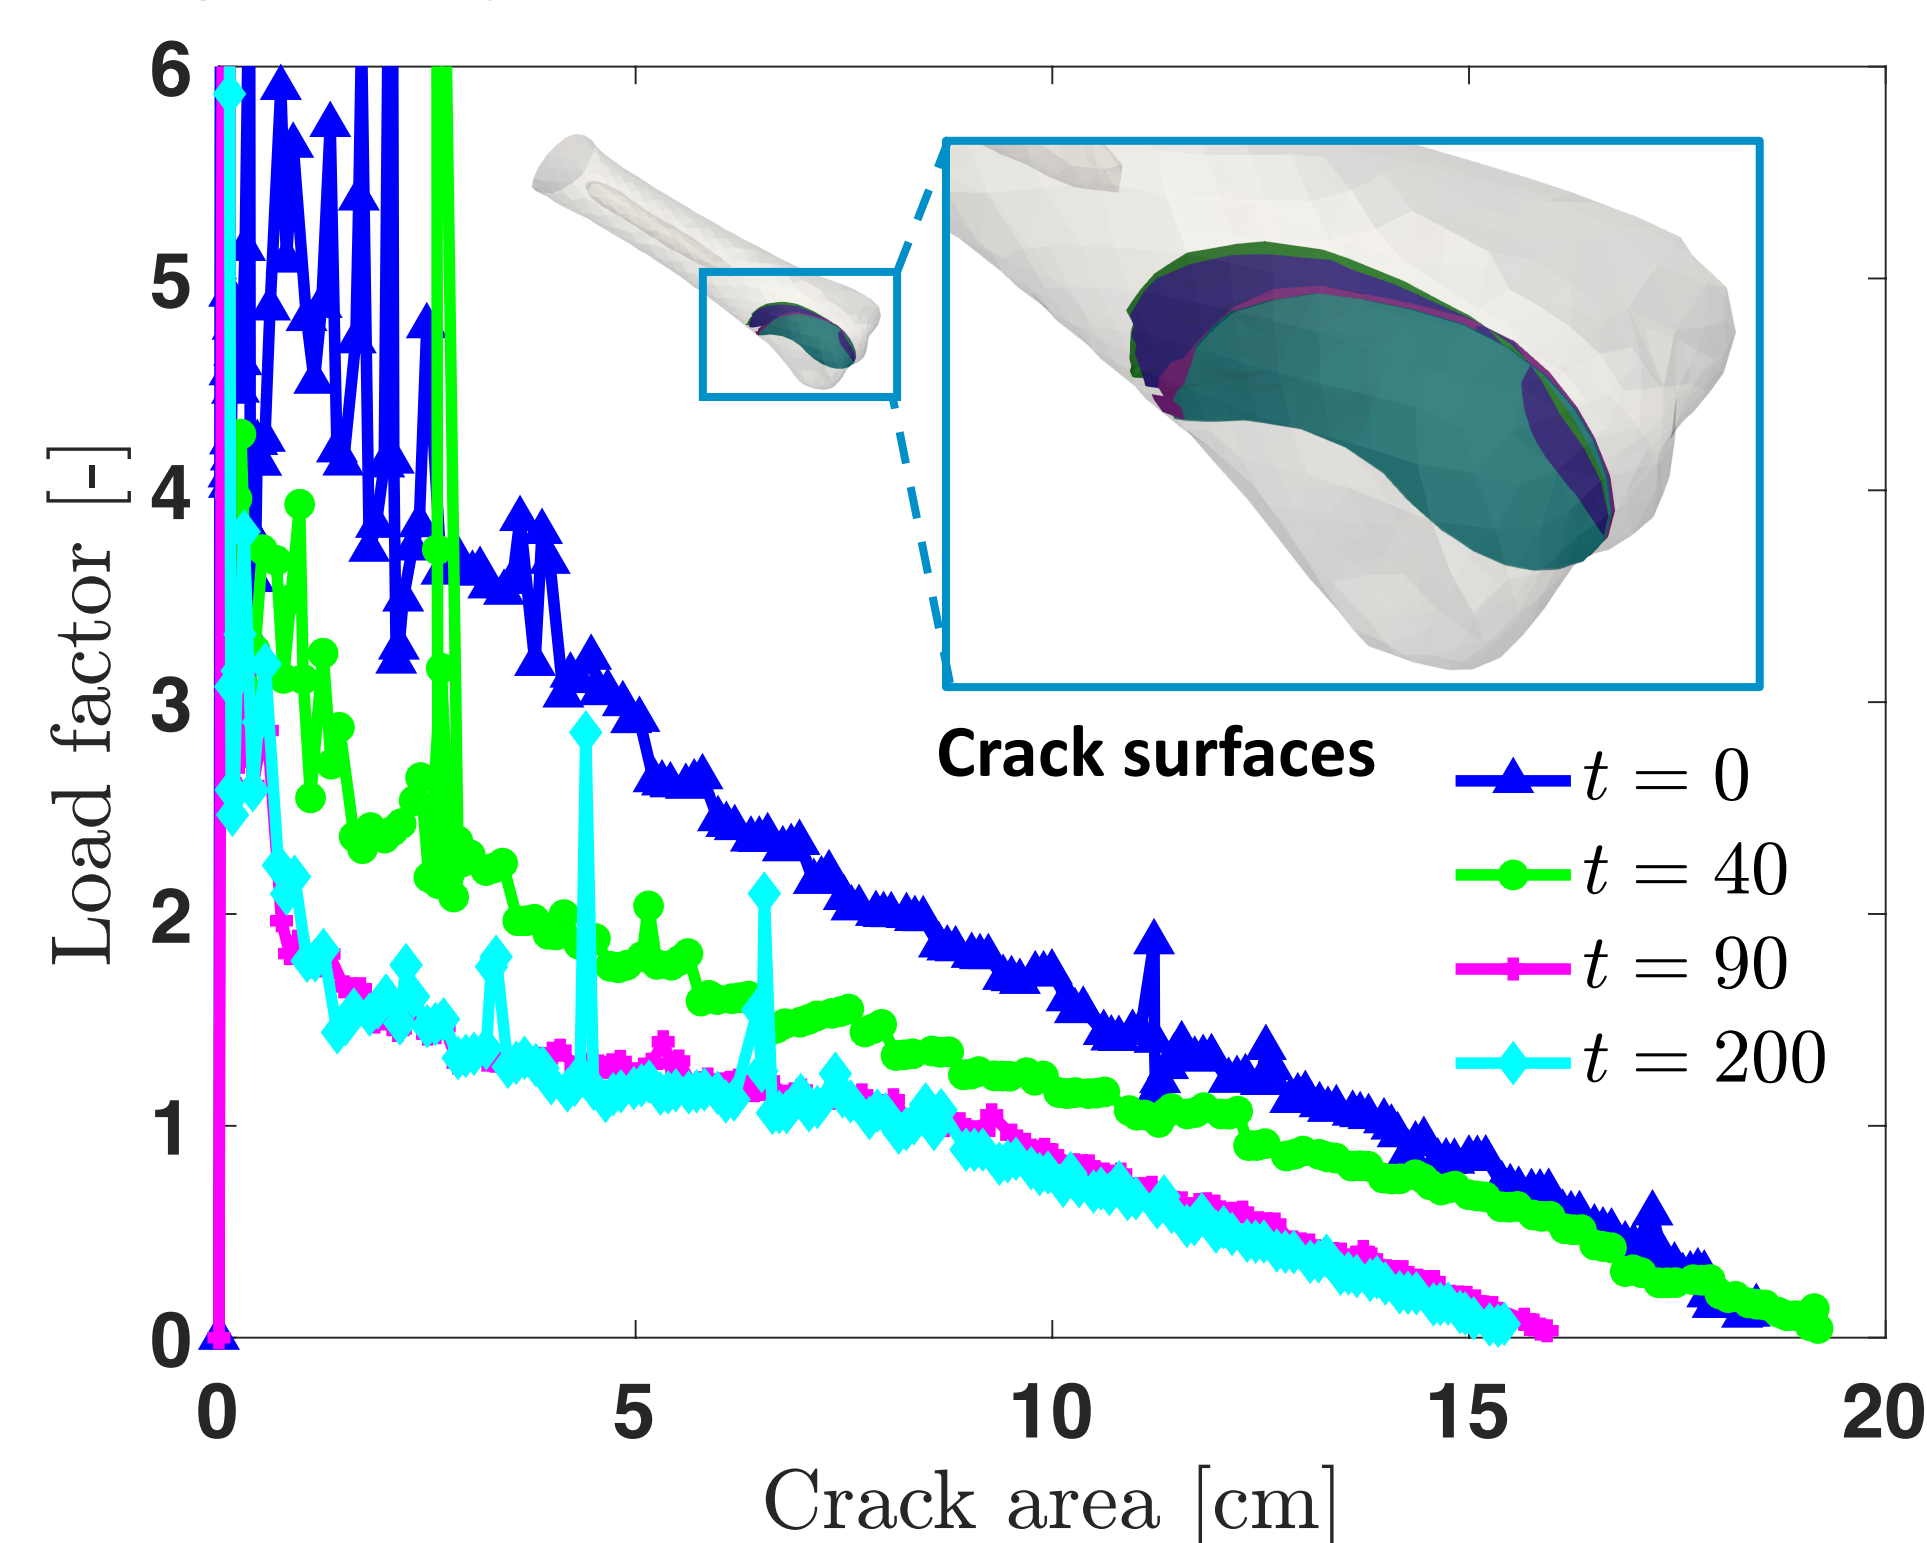 6
5
4
3
2
1
0
Load factor [-]
Crack surfaces
t = 0
t = 40
t = 90
t = 200
0 5 10 15 20
Crack area [cm]